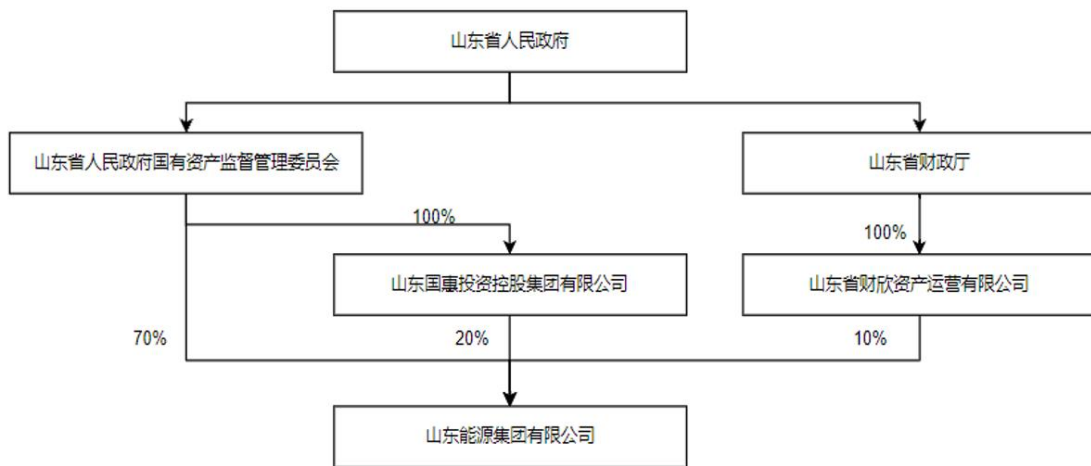 山东省人民政府
山东省人民政府国有资产监督管理委员会
山东省财政厅
100%
100%
山东国惠投资控股集团有限公司
山东省财欣资产运营有限公司
70%
20%
10%
山东能源集团有限公司